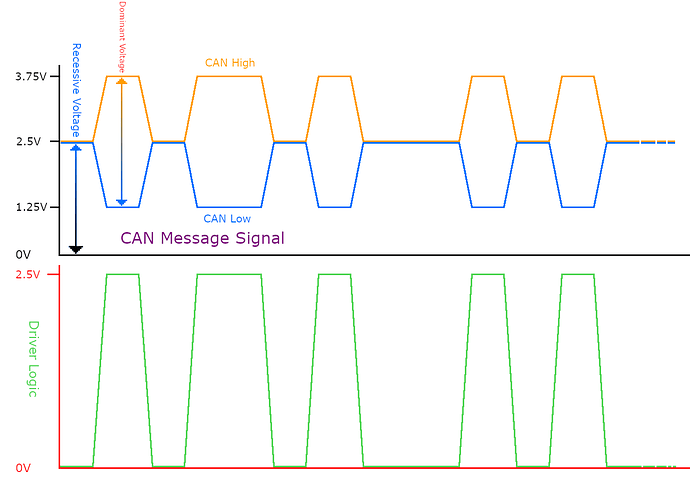 Dominant Voltage
Recessive Voltage
CAN High
3.75V
2.5V
1.25V
CAN Low
CAN Message Signal
0V
2.5V
Driver Logic
0V